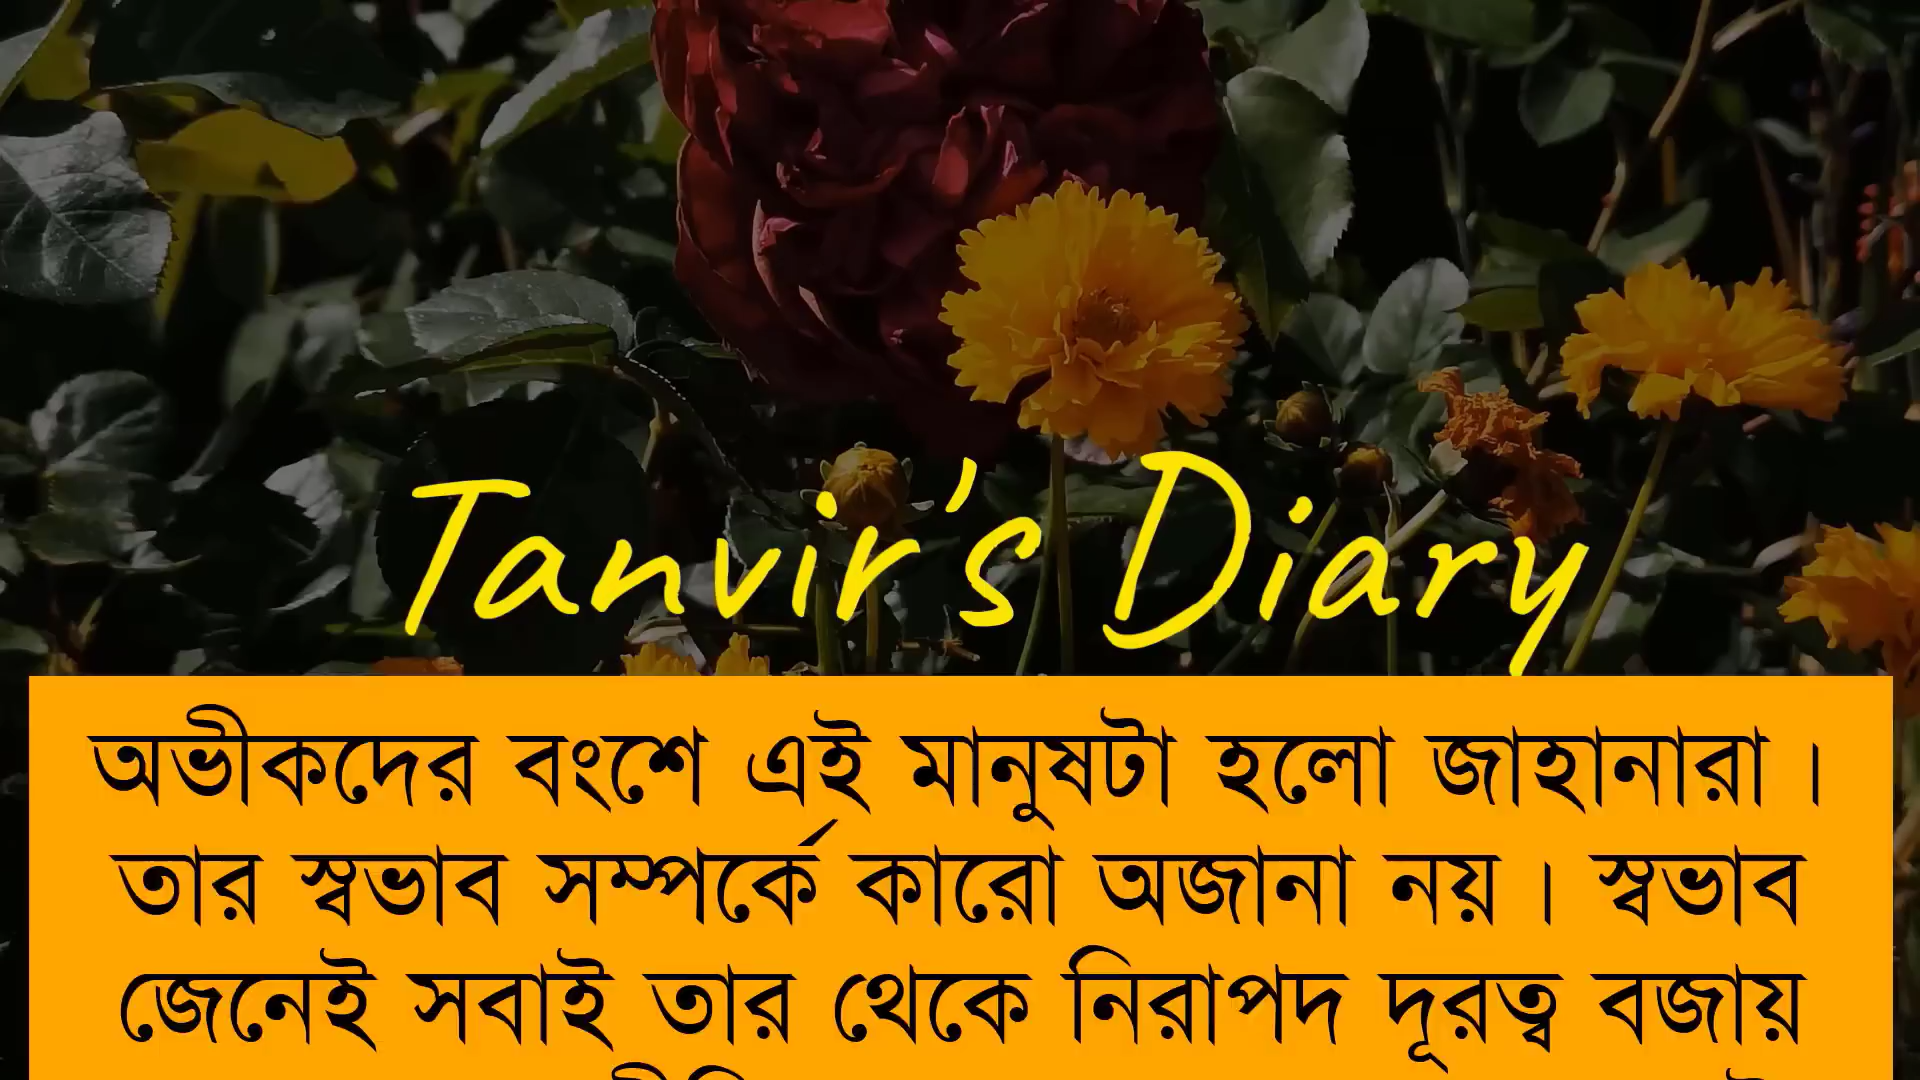 Tanvir's Diary
অভীকদের বংশে এই মানুষটা হলো জাহানারা।
তার স্বভাব সম্পর্কে কারো অজানা নয়। স্বভাব
জেনেই সবাই তার থেকে নিরাপদ দূরত্ব বজায়